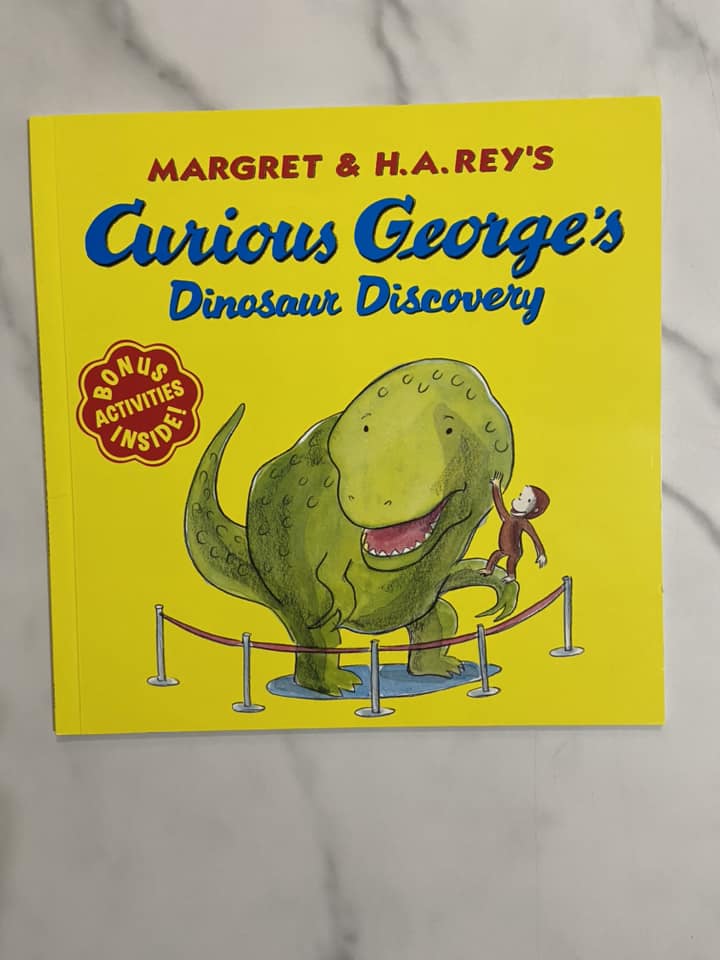 MARGRET & H.A.REY'S
Curious George's
Dinosaur Discovery
BONUS
ACTIVITIES
INSIDE!